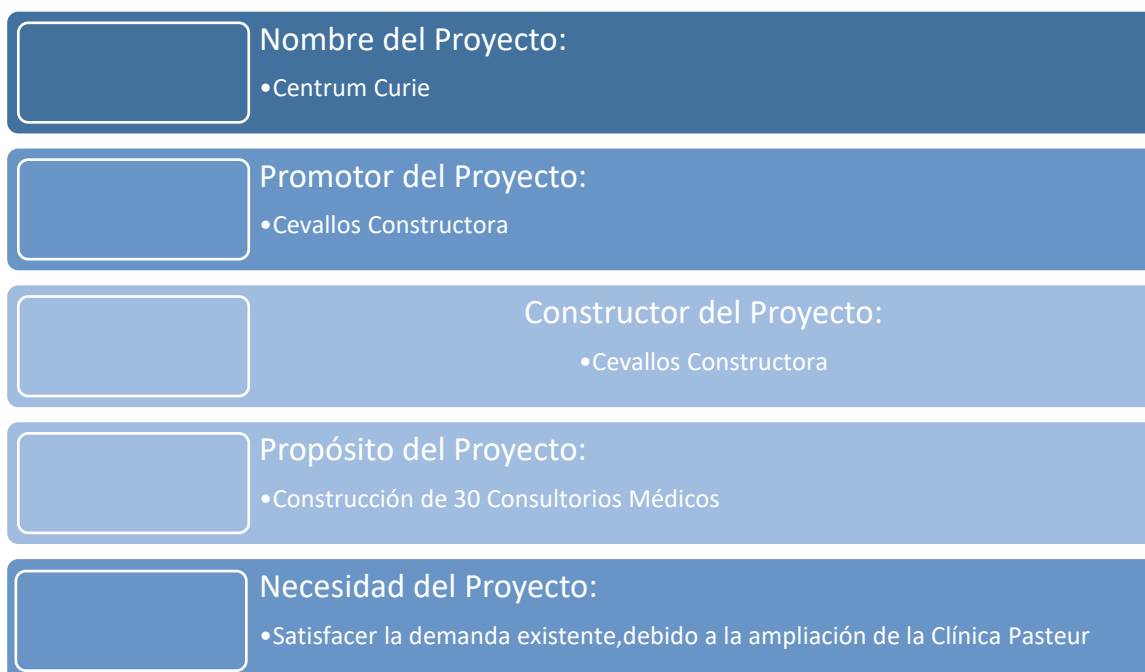 Nombre del Proyecto:
•Centrum Curie
Promotor del Proyecto:
•Cevallos Constructora
Constructor del Proyecto:
•Cevallos Constructora
Propósito del Proyecto:
•Construcción de 30 Consultorios Médicos
Necesidad del Proyecto:
•Satisfacer la demanda existente,debido a la ampliación de la Clínica Pasteur